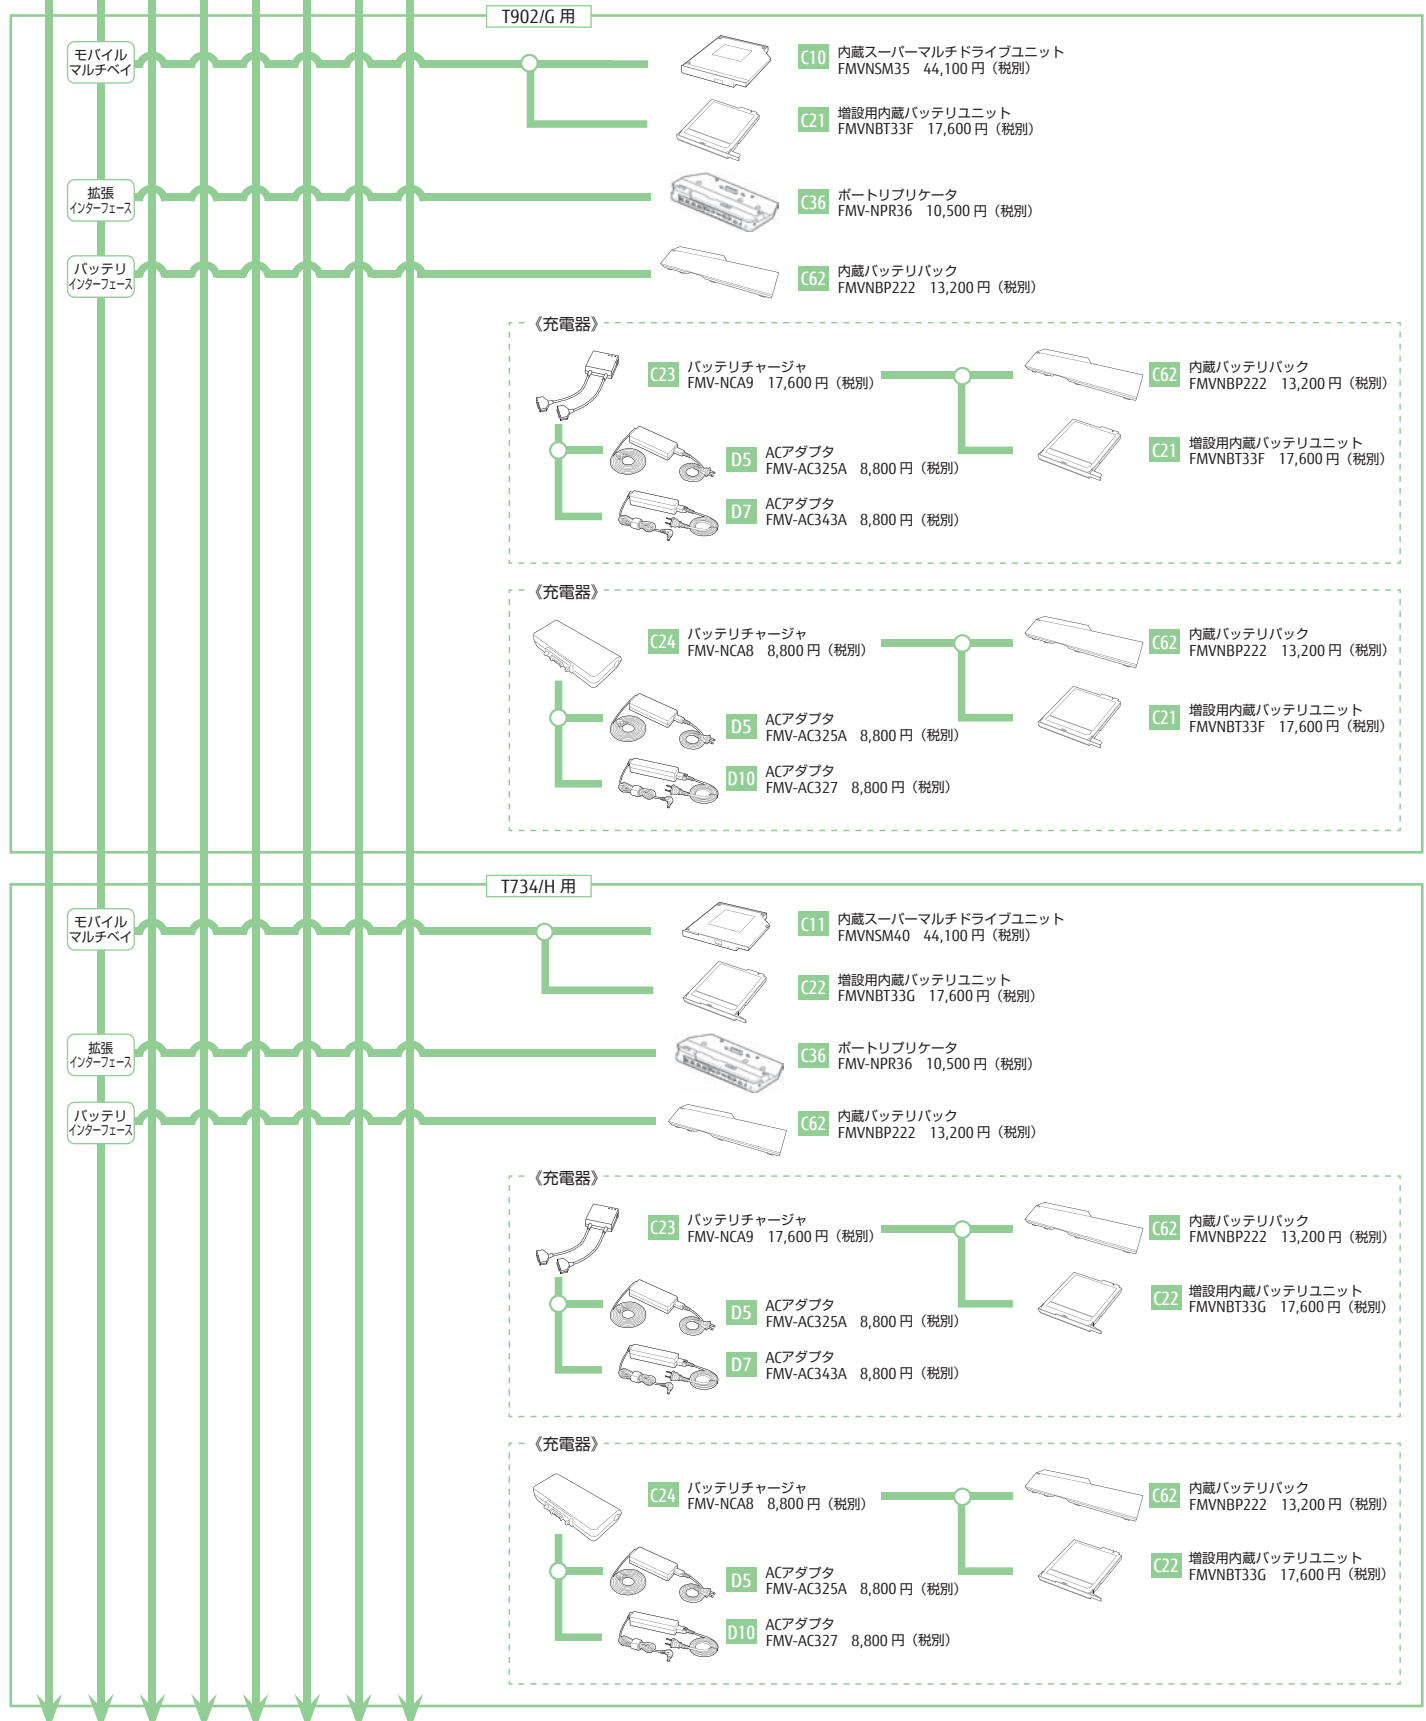 T902/G 用
モバイル
マルチベイ
C10
内蔵スーパーマルチドライブユニット
FMVNSM35 44,100 円（税別）
C21
増設用内蔵バッテリユニット
FMVNBT33F 17,600 円（税別）
拡張
インターフェース
C36
ポートリプリケータ
FMV-NPR36 10,500 円（税別）
バッテリ
インターフェース
C62
内蔵バッテリパック
FMVNBP222 13,200 円（税別）
《充電器》
C23
バッテリチャージャ
FMV-NCA9 17,600 円（税別）
C62
内蔵バッテリパック
FMVNBP222 13,200 円（税別）
D5
ACアダプタ
FMV-AC325A 8,800 円（税別）
C21
増設用内蔵バッテリユニット
FMVNBT33F 17,600 円（税別）
D7
ACアダプタ
FMV-AC343A 8,800 円（税別）
《充電器》
C24
バッテリチャージャ
FMV-NCA8 8,800 円（税別）
C62
内蔵バッテリパック
FMVNBP222 13,200 円（税別）
D5
ACアダプタ
FMV-AC325A 8,800 円（税別）
C21
増設用内蔵バッテリユニット
FMVNBT33F 17,600 円（税別）
D10
ACアダプタ
FMV-AC327 8,800 円（税別）
T734/H 用
モバイル
マルチベイ
C11
内蔵スーパーマルチドライブユニット
FMVNSM40 44,100 円（税別）
C22
増設用内蔵バッテリユニット
FMVNBT33G 17,600 円（税別）
拡張
インターフェース
C36
ポートリプリケータ
FMV-NPR36 10,500 円（税別）
バッテリ
インターフェース
C62
内蔵バッテリパック
FMVNBP222 13,200 円（税別）
《充電器》
C23
バッテリチャージャ
FMV-NCA9 17,600 円（税別）
C62
内蔵バッテリパック
FMVNBP222 13,200 円（税別）
D5
ACアダプタ
FMV-AC325A 8,800 円（税別）
C22
増設用内蔵バッテリユニット
FMVNBT33G 17,600 円（税別）
D7
ACアダプタ
FMV-AC343A 8,800 円（税別）
《充電器》
C24
バッテリチャージャ
FMV-NCA8 8,800 円（税別）
C62
内蔵バッテリパック
FMVNBP222 13,200 円（税別）
D5
ACアダプタ
FMV-AC325A 8,800 円（税別）
C22
増設用内蔵バッテリユニット
FMVNBT33G 17,600 円（税別）
D10
ACアダプタ
FMV-AC327 8,800 円（税別）